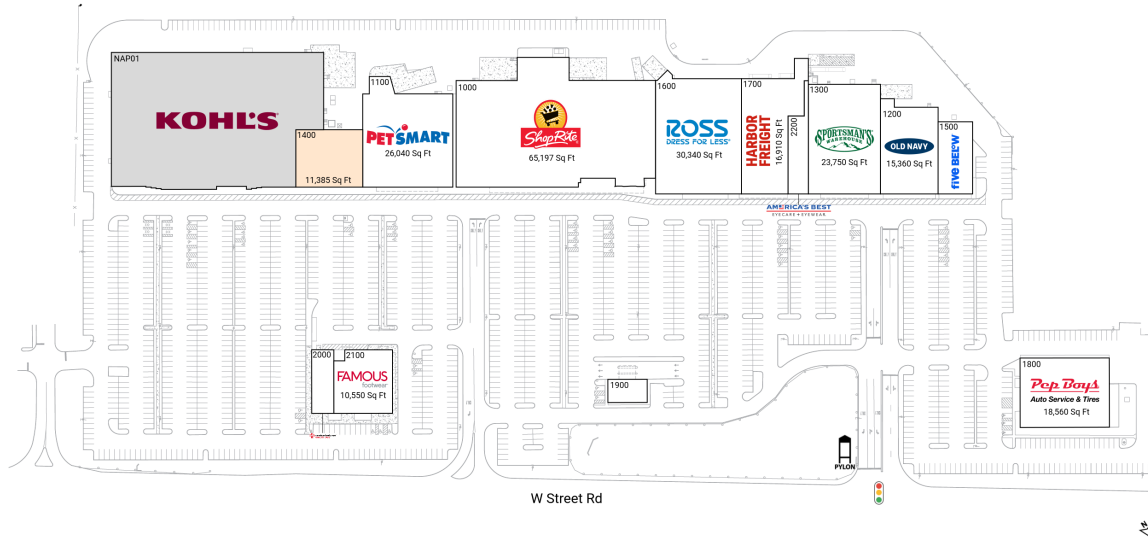 NAP01
KOHL'S
1400
11,385 Sq Ft
1100
PETSMART
26,040 Sq Ft
1000
ShopRite
65,197 Sq Ft
1600
ROSS
DRESS FOR LESS
30,340 Sq Ft
1700
HARBOR
FREIGHT
16,910 Sq Ft
2200
AMERICA'S BEST
EYECARE + EYEWEAR
1300
SPORTSMAN'S
WAREHOUSE
23,750 Sq Ft
1200
OLD NAVY
15,360 Sq Ft
1500
five BELOW
2000
2100
FAMOUS
footwear
10,550 Sq Ft
1900
1800
Pep Boys
Auto Service & Tires
18,560 Sq Ft
PYLON
W Street Rd